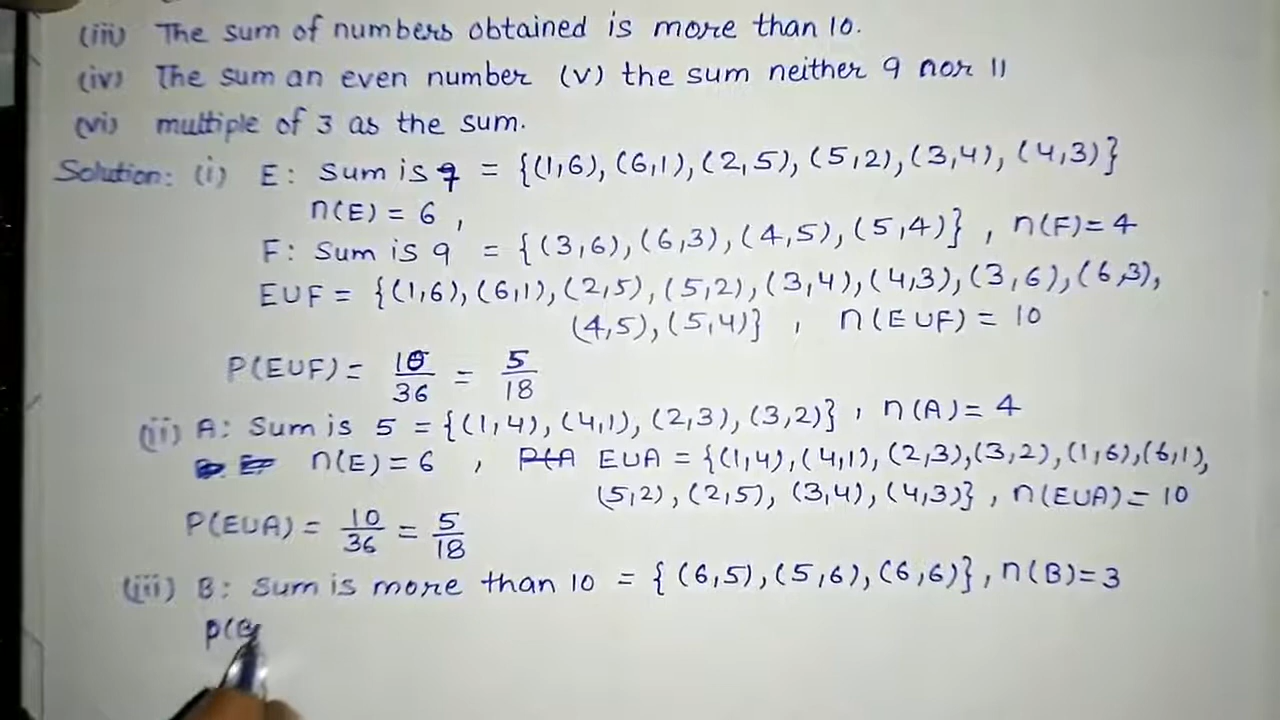 (iii) The sum of numbers obtained is more than 10.
(iv) The sum an even number (v) the sum neither 9 nor 11
(vi) multiple of 3 as the sum.
Solution: (i) E: Sum is 7 = {(1,6), (6,1), (2,5), (5,2), (3,4), (4,3)}
n(E) = 6 ,
F: Sum is 9 = {(3,6), (6,3), (4,5), (5,4)} , n(F)= 4
EUF = {(1,6), (6,1), (2,5), (5,2), (3,4), (4,3), (3,6), (6,3),
(4,5), (5,4)} , n(EUF) = 10
P(EUF) = 10/36 = 5/18
(ii) A: Sum is 5 = {(1,4), (4,1), (2,3), (3,2)} , n(A)= 4
n(E)= 6 , P(A EUA = {(1,4), (4,1), (2,3), (3,2), (1,6), (6,1),
(5,2), (2,5), (3,4), (4,3)} , n(EUA) = 10
P(EUA) = 10/36 = 5/18
(iii) B: Sum is more than 10 = { (6,5), (5,6), (6,6)}, n(B)= 3
P(B